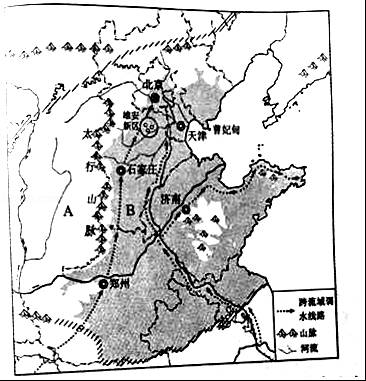 北京
雄安
新区
天津
曹妃甸
太
行
山
脉
石家庄
A
B
济南
郑州
跨流域调
水线路
山脉
河流